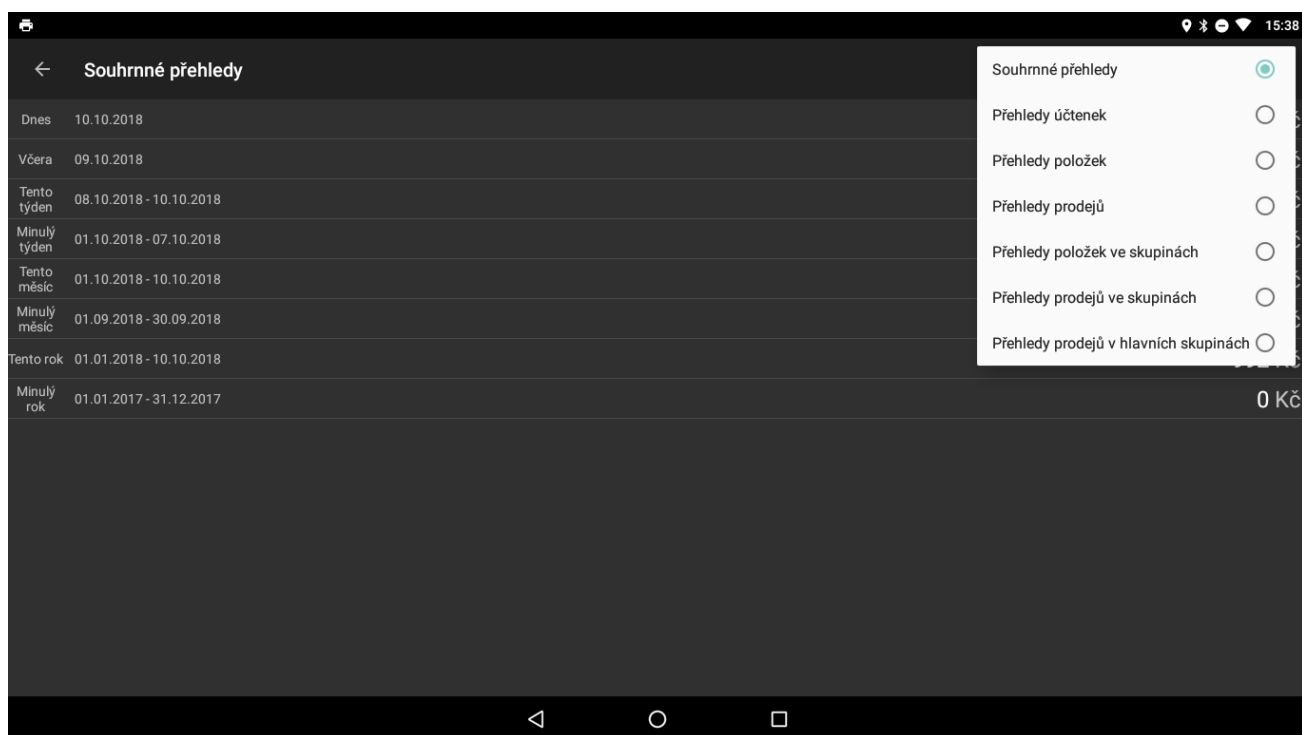 15:38
Souhrnné přehledy
Souhrnné přehledy
Přehledy účtenek
Přehledy položek
Přehledy prodejů
Přehledy položek ve skupinách
Přehledy prodejů ve skupinách
Přehledy prodejů v hlavních skupinách
Dnes 10.10.2018
Včera 09.10.2018
Tento
týden
08.10.2018 - 10.10.2018
Minulý
týden
01.10.2018 - 07.10.2018
Tento
měsíc
01.10.2018 - 10.10.2018
Minulý
měsíc
01.09.2018 - 30.09.2018
Tento rok 01.01.2018 - 10.10.2018
Minulý
rok
01.01.2017 - 31.12.2017
0 Kč